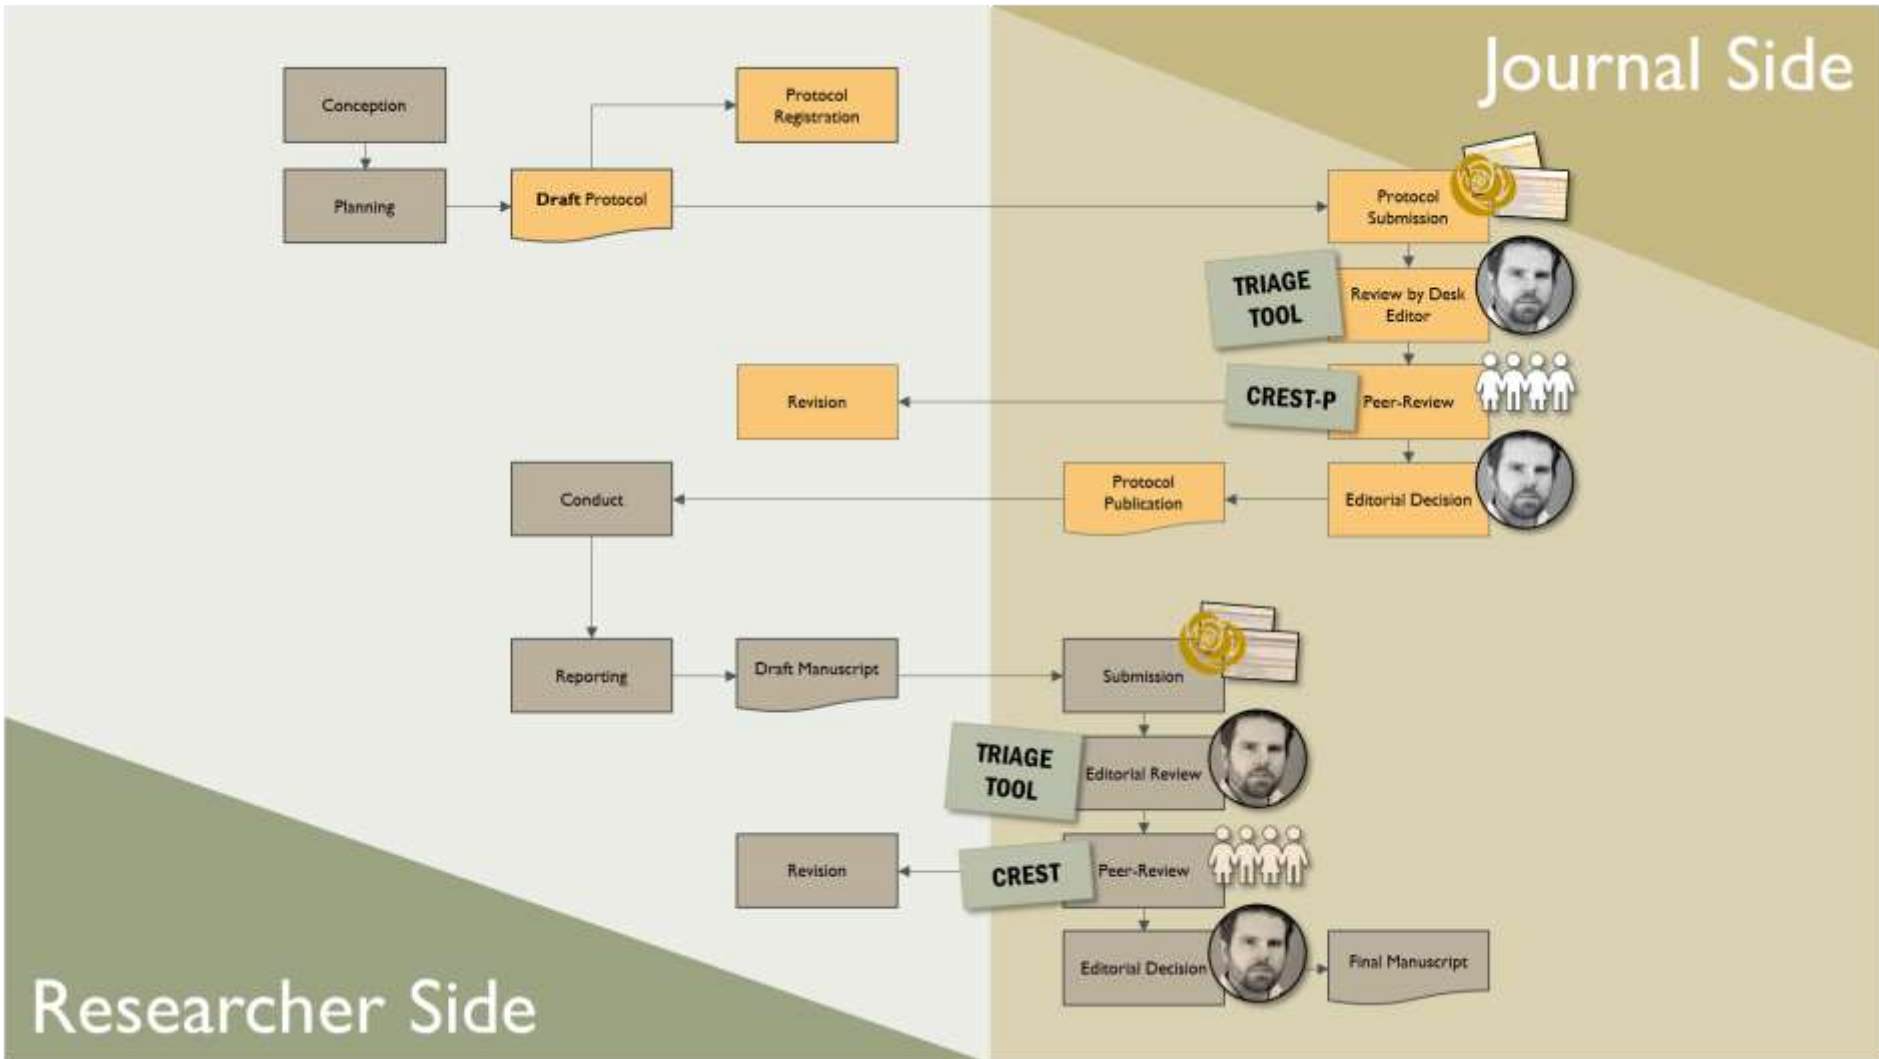 Journal Side
Conception
Protocol
Registration
Planning
Draft Protocol
Protocol
Submission
TRIAGE
TOOL
Review by Desk
Editor
Revision
CREST-P
Peer-Review
Conduct
Protocol
Publication
Editorial Decision
Reporting
Draft Manuscript
Submission
TRIAGE
TOOL
Editorial Review
Revision
CREST
Peer-Review
Editorial Decision
Final Manuscript
Researcher Side